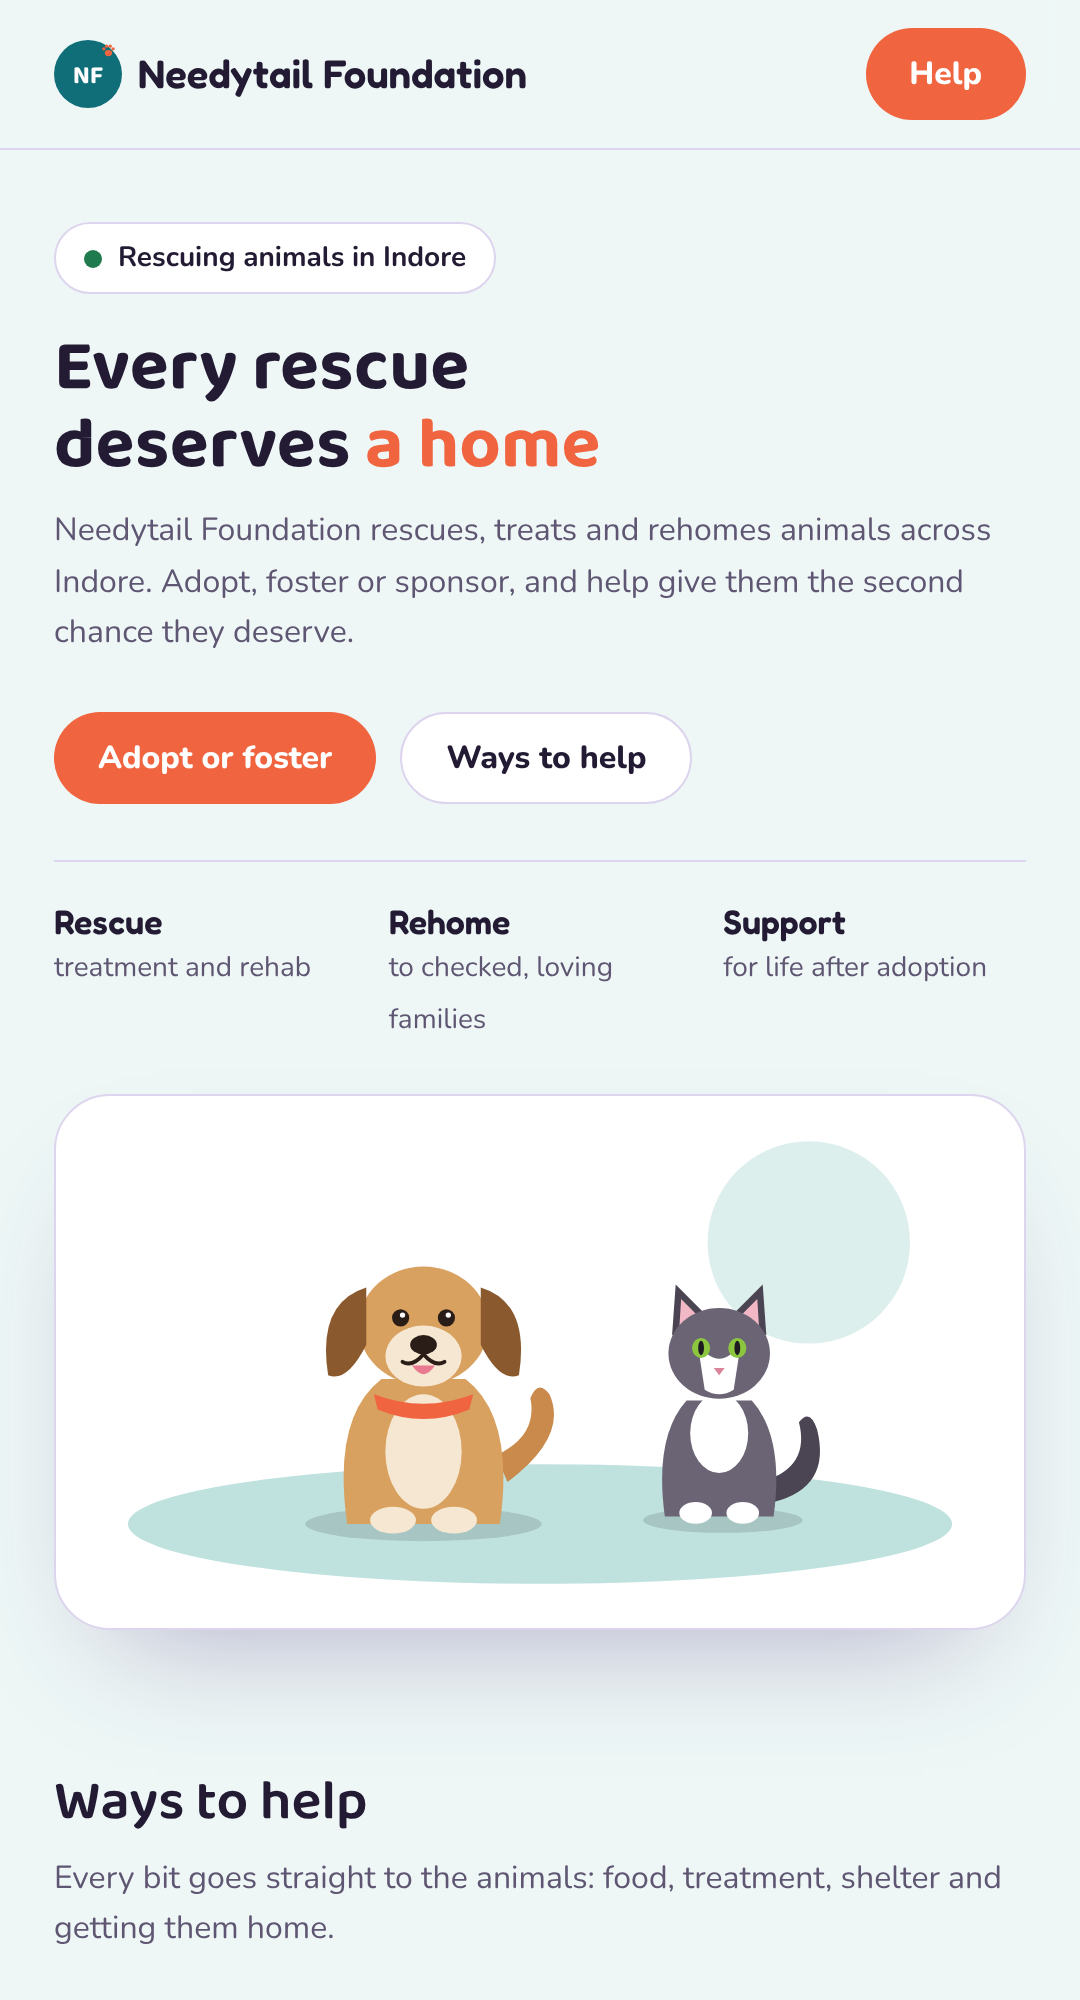 NF
Needytail Foundation
Help
Rescuing animals in Indore
Every rescue
deserves a home
Needytail Foundation rescues, treats and rehomes animals across
Indore. Adopt, foster or sponsor, and help give them the second
chance they deserve.
Adopt or foster
Ways to help
Rescue
treatment and rehab
Rehome
to checked, loving
families
Support
for life after adoption
Ways to help
Every bit goes straight to the animals: food, treatment, shelter and
getting them home.